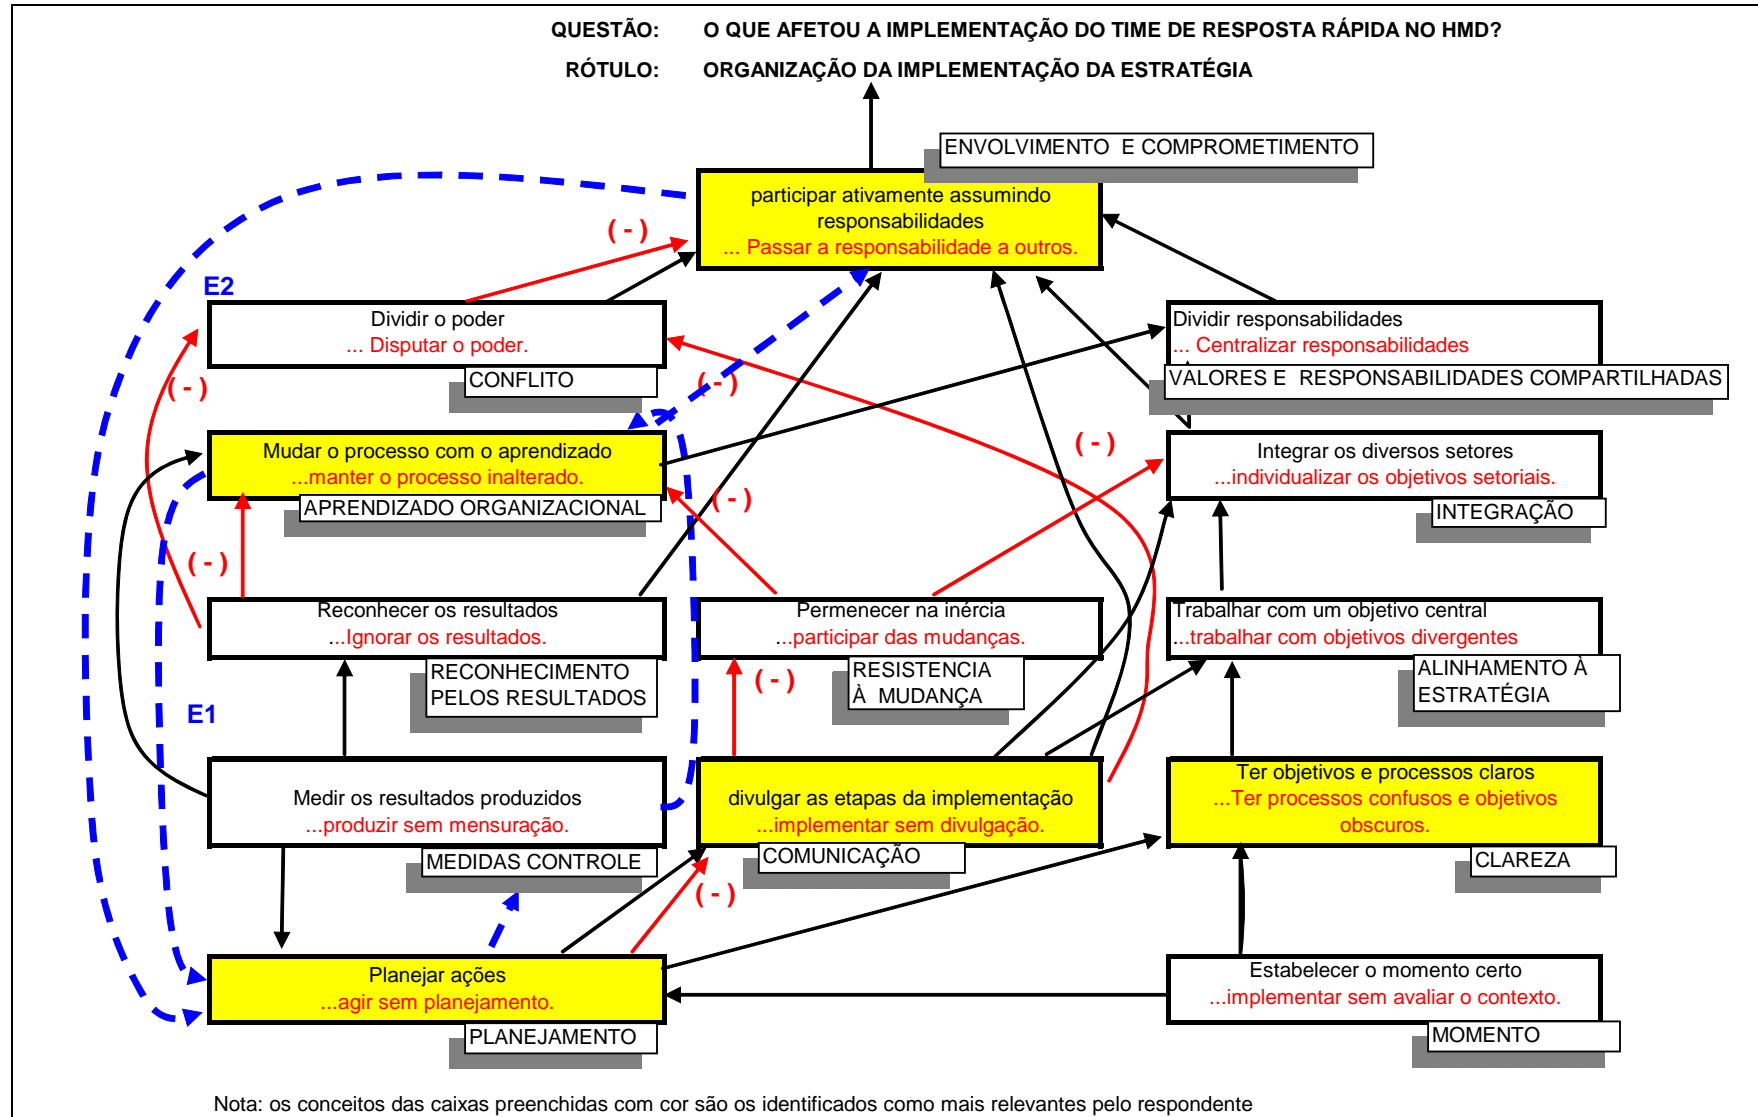 QUESTÃO: O QUE AFETOU A IMPLEMENTAÇÃO DO TIME DE RESPOSTA RÁPIDA NO HMD?
RÓTULO: ORGANIZAÇÃO DA IMPLEMENTAÇÃO DA ESTRATÉGIA
ENVOLVIMENTO E COMPROMETIMENTO
participar ativamente assumindo
responsabilidades
... Passar a responsabilidade a outros.
( - )
E2
Dividir o poder
... Disputar o poder.
CONFLITO
Dividir responsabilidades
... Centralizar responsabilidades
VALORES E RESPONSABILIDADES COMPARTILHADAS
( - )
( - )
Mudar o processo com o aprendizado
...manter o processo inalterado.
APRENDIZADO ORGANIZACIONAL
( - )
Integrar os diversos setores
...individualizar os objetivos setoriais.
INTEGRAÇÃO
( - )
( - )
Reconhecer os resultados
...Ignorar os resultados.
RECONHECIMENTO
PELOS RESULTADOS
Permenecer na inércia
...participar das mudanças.
RESISTENCIA
À MUDANÇA
Trabalhar com um objetivo central
...trabalhar com objetivos divergentes
ALINHAMENTO À
ESTRATÉGIA
( - )
E1
Medir os resultados produzidos
...produzir sem mensuração.
MEDIDAS CONTROLE
divulgar as etapas da implementação
...implementar sem divulgação.
COMUNICAÇÃO
Ter objetivos e processos claros
...Ter processos confusos e objetivos
obscuros.
CLAREZA
( - )
Planejar ações
...agir sem planejamento.
PLANEJAMENTO
Estabelecer o momento certo
...implementar sem avaliar o contexto.
MOMENTO
Nota: os conceitos das caixas preenchidas com cor são os identificados como mais relevantes pelo respondente